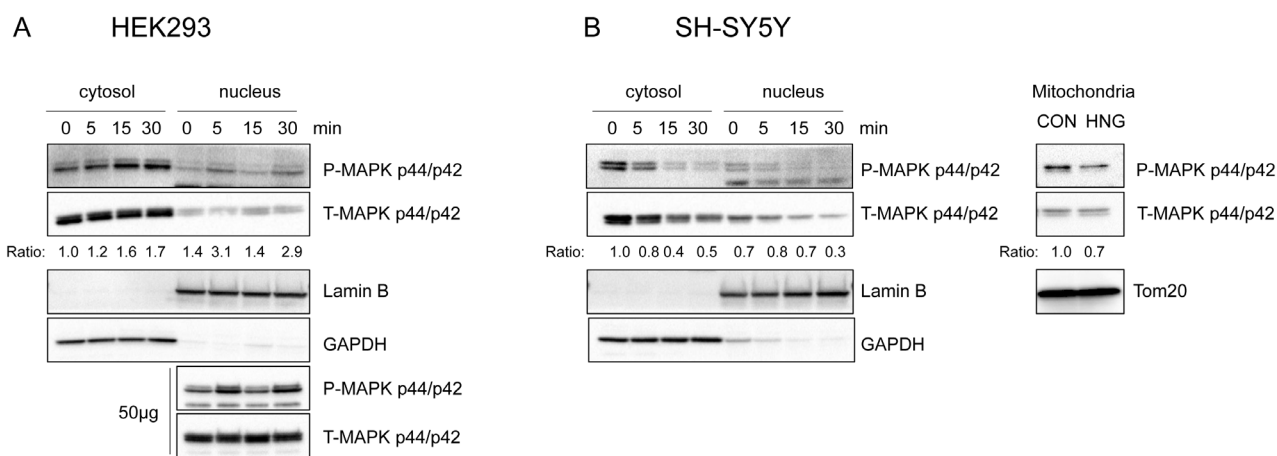 A HEK293
cytosol nucleus
0 5 15 30 0 5 15 30 min
P-MAPK p44/p42
T-MAPK p44/p42
Ratio: 1.0 1.2 1.6 1.7 1.4 3.1 1.4 2.9
Lamin B
GAPDH
50µg
P-MAPK p44/p42
T-MAPK p44/p42
B SH-SY5Y
cytosol nucleus
0 5 15 30 0 5 15 30 min
P-MAPK p44/p42
T-MAPK p44/p42
Ratio: 1.0 0.8 0.4 0.5 0.7 0.8 0.7 0.3
Lamin B
GAPDH
Mitochondria
CON HNG
P-MAPK p44/p42
T-MAPK p44/p42
Ratio: 1.0 0.7
Tom20